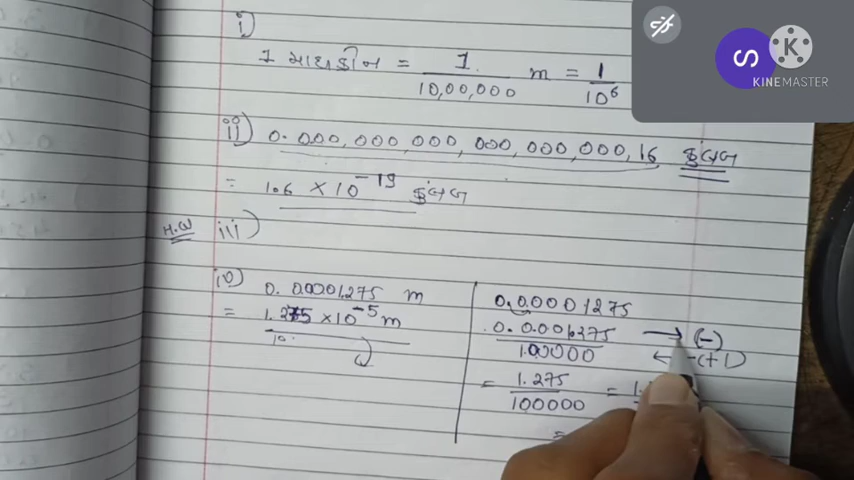 i)
1 માઇક્રોન = 1 / 10,00,000 m = 1 / 10⁶
ii) 0.000,000,000,000,000,000,16 કુલંબ
= 1.6 × 10⁻¹⁹ કુલંબ
H.W iii)
iv) 0.00001275 m
= 1.275 × 10⁻⁵ m
10.
0.00001275
0.00001275 → (-)
100000 ← (+)
= 1.275 / 100000 =
=
S
K
KINEMASTER